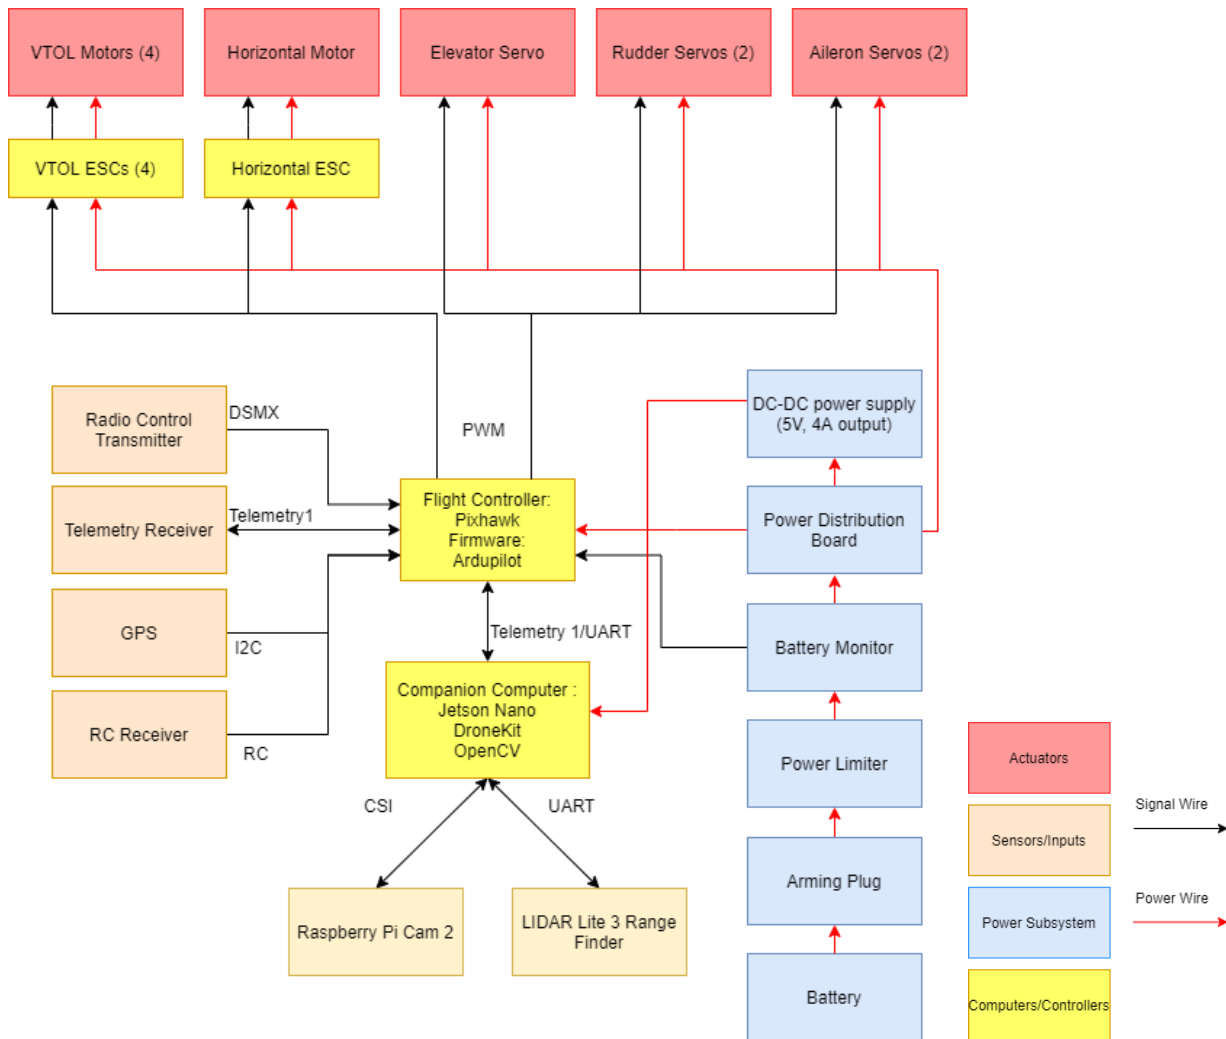 VTOL Motors (4)
Horizontal Motor
Elevator Servo
Rudder Servos (2)
Aileron Servos (2)
VTOL ESCs (4)
Horizontal ESC
Radio Control
Transmitter
DSMX
PWM
DC-DC power supply
(5V, 4A output)
Telemetry Receiver
Telemetry1
Flight Controller:
Pixhawk
Firmware:
Ardupilot
Power Distribution
Board
GPS
I2C
Telemetry 1/UART
Battery Monitor
RC Receiver
RC
Companion Computer :
Jetson Nano
DroneKit
OpenCV
Power Limiter
Actuators
CSI
UART
Signal Wire
Sensors/Inputs
Arming Plug
Raspberry Pi Cam 2
LIDAR Lite 3 Range
Finder
Power Wire
Power Subsystem
Battery
Computers/Controllers